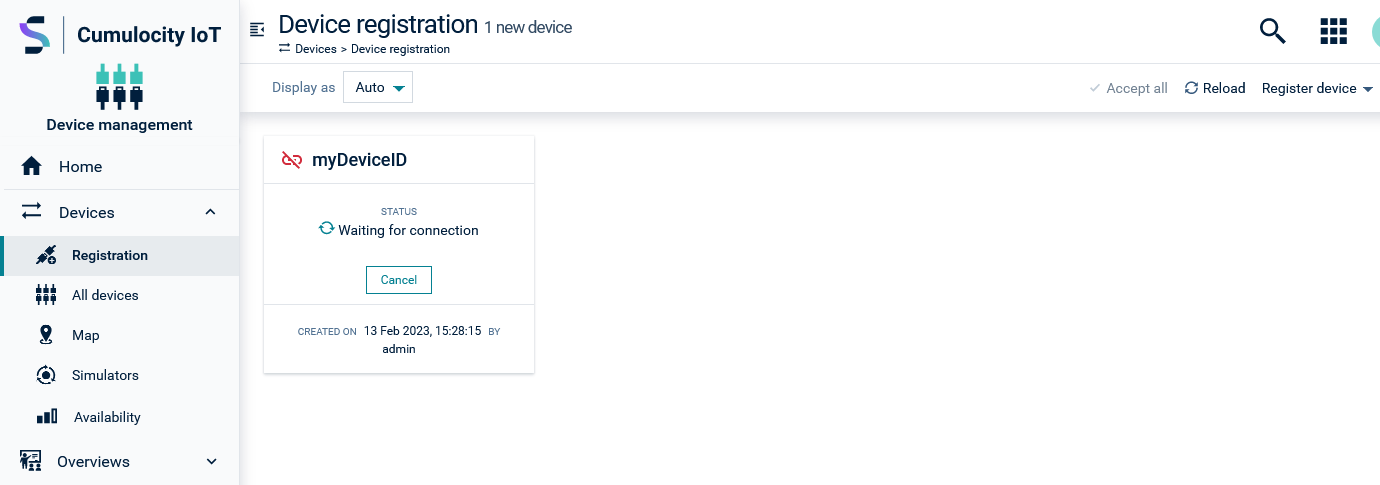 Cumulocity IoT
Device management
Home
Devices
Registration
All devices
Map
Simulators
Availability
Overviews
Device registration 1 new device
Devices > Device registration
Display as Auto
Accept all Reload Register device
myDeviceID
STATUS
Waiting for connection
Cancel
CREATED ON 13 Feb 2023, 15:28:15 BY
admin